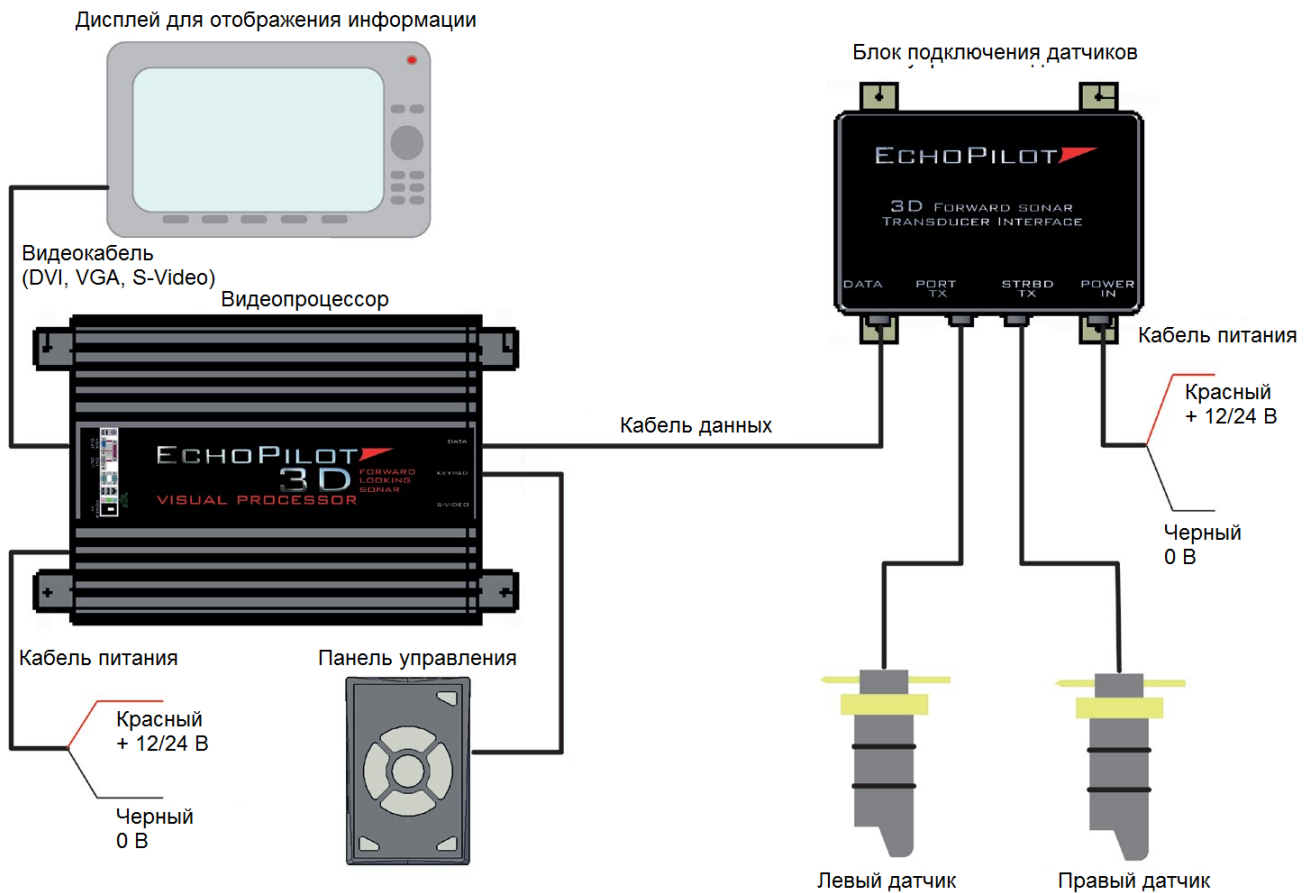 Дисплей для отображения информации
Блок подключения датчиков
ECHOPILOT
3D FORWARD SONAR
TRANSDUCER INTERFACE
DATA
PORT
TX
STRBD
TX
POWER
IN
Видеокабель
(DVI, VGA, S-Video)
Видеопроцессор
Кабель питания
Красный
+ 12/24 В
Черный
0 В
Кабель данных
ECHOPILOT
3D
FORWARD
LOOKING
SONAR
VISUAL PROCESSOR
DATA
KEYPAD
S-VIDEO
Кабель питания
Красный
+ 12/24 В
Черный
0 В
Панель управления
Левый датчик
Правый датчик